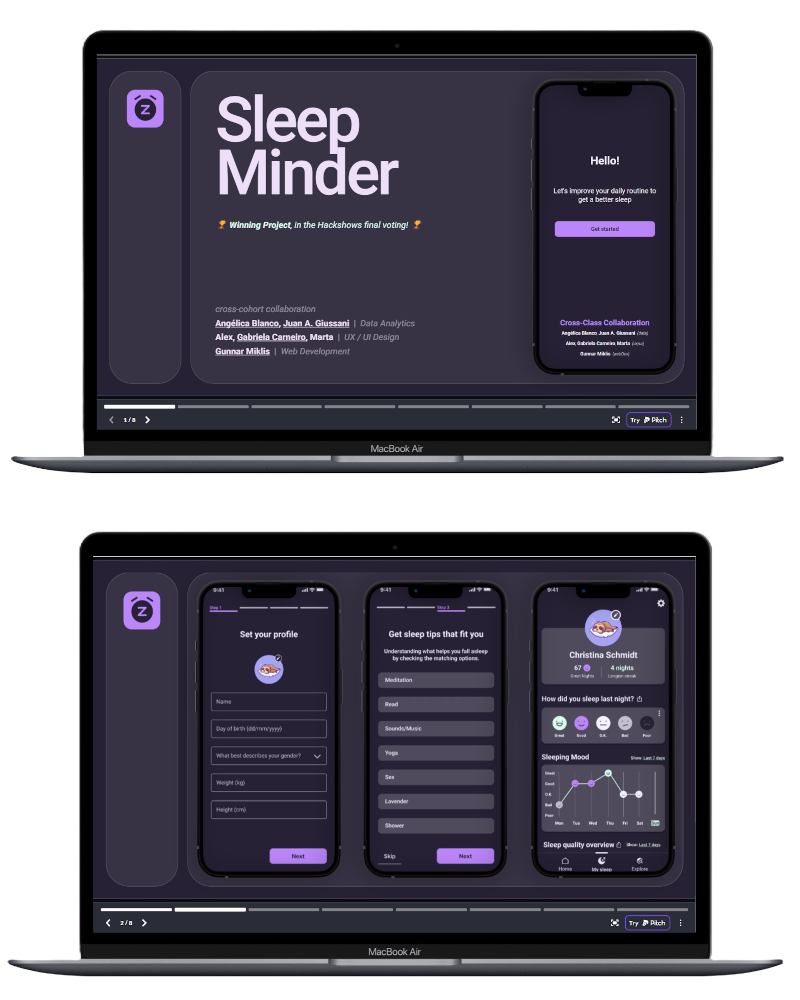 Z
Sleep
Minder
🏆 Winning Project, in the Hackshows final voting! 🏆
cross-cohort collaboration
Angélica Blanco, Juan A. Giussani | Data Analytics
Alex, Gabriela Carneiro, Marta | UX / UI Design
Gunnar Miklis | Web Development
Hello!
Let's improve your daily routine to
get a better sleep
Get started
Cross-Class Collaboration
Angélica Blanco, Juan A. Giussani (data)
Alex, Gabriela Carneiro, Marta (ux/ui)
Gunnar Miklis (webDev)
1 / 8
Try Pitch
MacBook Air
Z
9:41
Step 1
Set your profile
Name
Day of birth (dd/mm/yyyy)
What best describes your gender?
Weight (kg)
Height (cm)
Next
9:41
Step 3
Get sleep tips that fit you
Understanding what helps you fall asleep
by checking the matching options.
Meditation
Read
Sounds/Music
Yoga
Sex
Lavender
Shower
Skip
Next
9:41
Christina Schmidt
67
4 nights
Great Nights
Longest streak
How did you sleep last night?
Great
Good
O.K.
Bad
Poor
Sleeping Mood
Show: Last 7 days
Great
Good
O.K.
Bad
Poor
Mon Tue Wed Thu Fri Sat Sun
Sleep quality overview
Show: Last 7 days
Home
My sleep
Explore
2 / 8
Try Pitch
MacBook Air